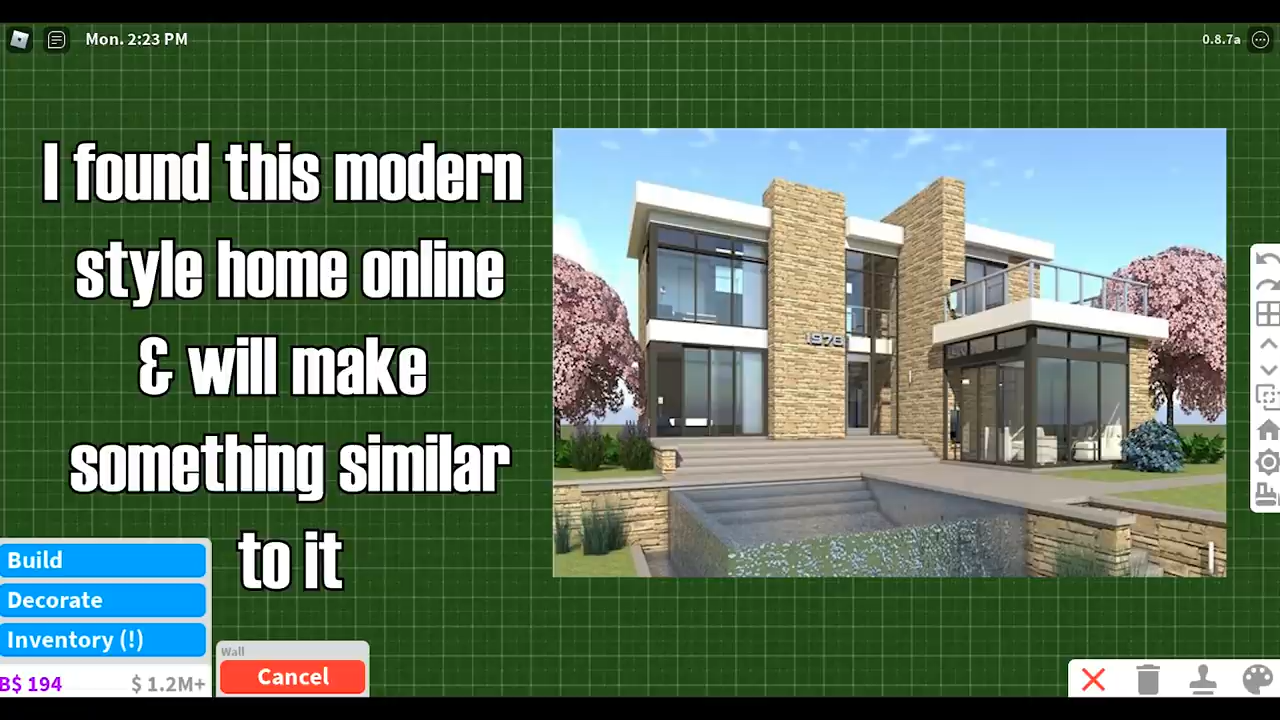 Mon. 2:23 PM
0.8.7a
I found this modern
style home online
& will make
something similar
to it
1976
Build
Decorate
Inventory (!)
B$ 194
$ 1.2M+
Wall
Cancel